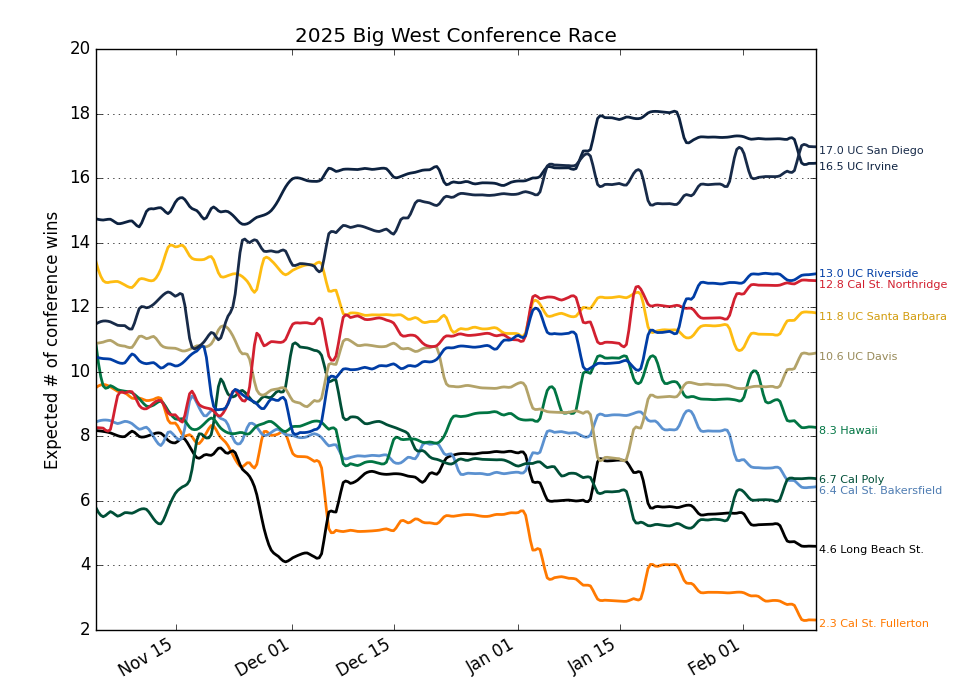 2025 Big West Conference Race
Expected # of conference wins
20
18
16
14
12
10
8
6
4
2
Nov 15
Dec 01
Dec 15
Jan 01
Jan 15
Feb 01
17.0 UC San Diego
16.5 UC Irvine
13.0 UC Riverside
12.8 Cal St. Northridge
11.8 UC Santa Barbara
10.6 UC Davis
8.3 Hawaii
6.7 Cal Poly
6.4 Cal St. Bakersfield
4.6 Long Beach St.
2.3 Cal St. Fullerton